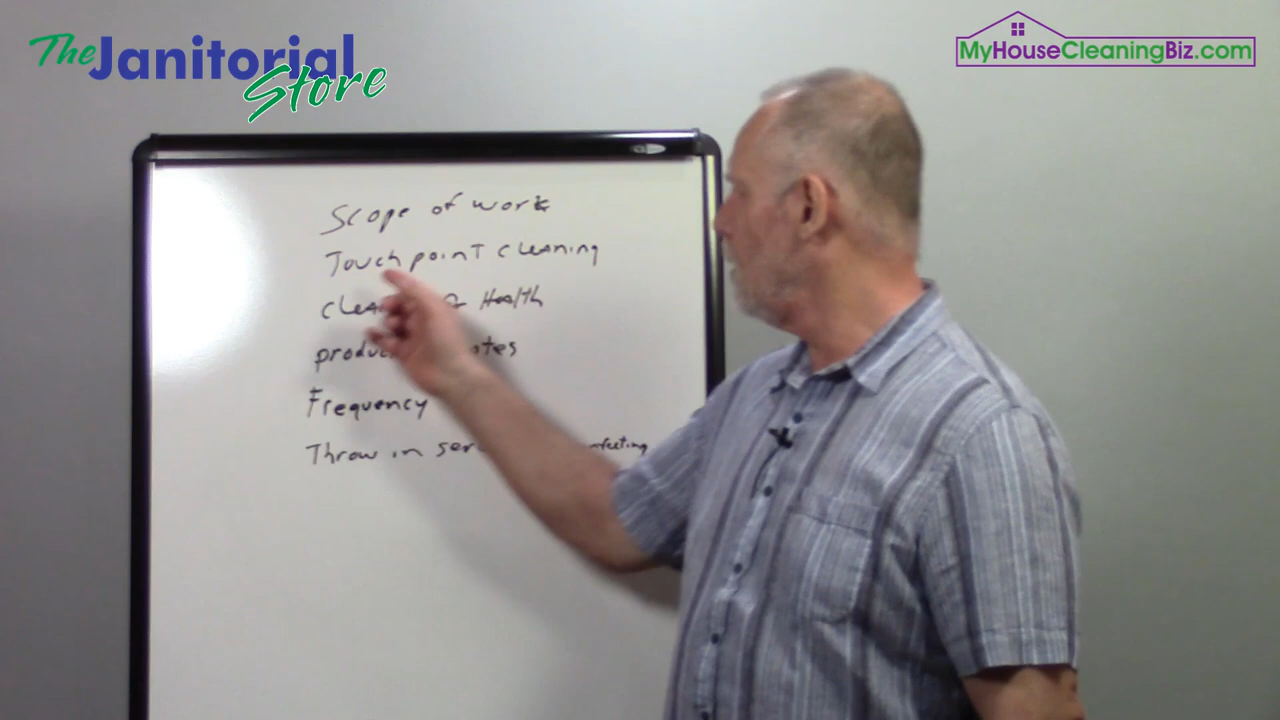 The Janitorial Store
MyHouseCleaningBiz.com
Scope of work
Touch point cleaning
Health
Frequency
Throw in